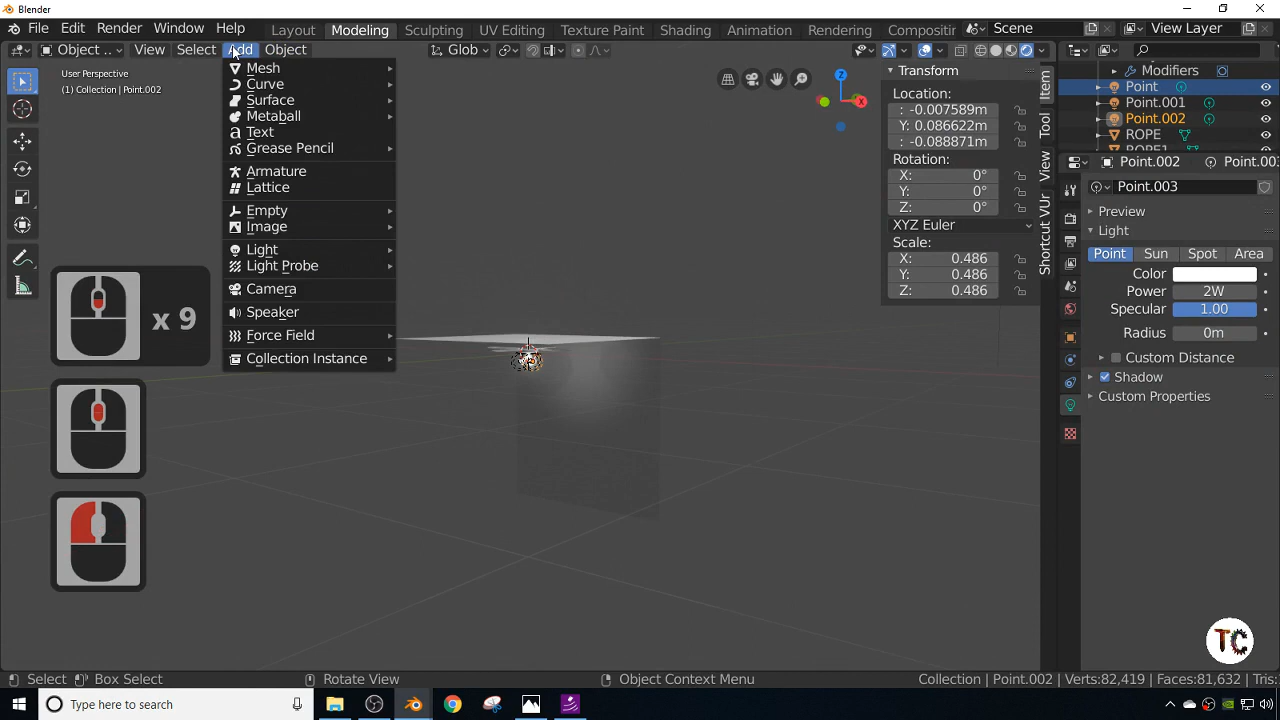 Blender
File Edit Render Window Help Layout Modeling Sculpting UV Editing Texture Paint Shading Animation Rendering Compositin Scene View Layer
Object .. View Select Add Object Glob
User Perspective
(1) Collection | Point.002
Mesh
Curve
Surface
Metaball
Text
Grease Pencil
Armature
Lattice
Empty
Image
Light
Light Probe
Camera
Speaker
Force Field
Collection Instance
x 9
Z
X
Transform
Location:
: -0.007589m
Y: 0.086622m
: -0.088871m
Rotation:
X: 0°
Y: 0°
Z: 0°
XYZ Euler
Scale:
X: 0.486
Y: 0.486
Z: 0.486
Item
Tool
View
Shortcut VUr
Modifiers
Point
Point.001
Point.002
ROPE
ROPE1
Point.002 Point.003
Point.003
Preview
Light
Point Sun Spot Area
Color
Power 2W
Specular 1.00
Radius 0m
Custom Distance
Shadow
Custom Properties
TC
Select Box Select Rotate View Object Context Menu Collection | Point.002 | Verts:82,419 | Faces:81,632 | Tris:
Type here to search